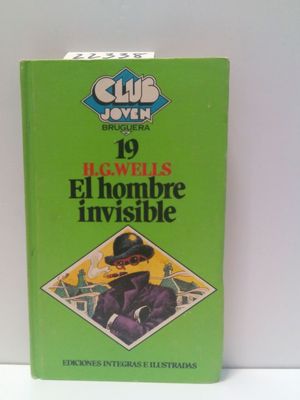 22338
CLUB
JOVEN
BRUGUERA
19
H.G.WELLS
El hombre
invisible
EDICIONES INTEGRAS E ILUSTRADAS